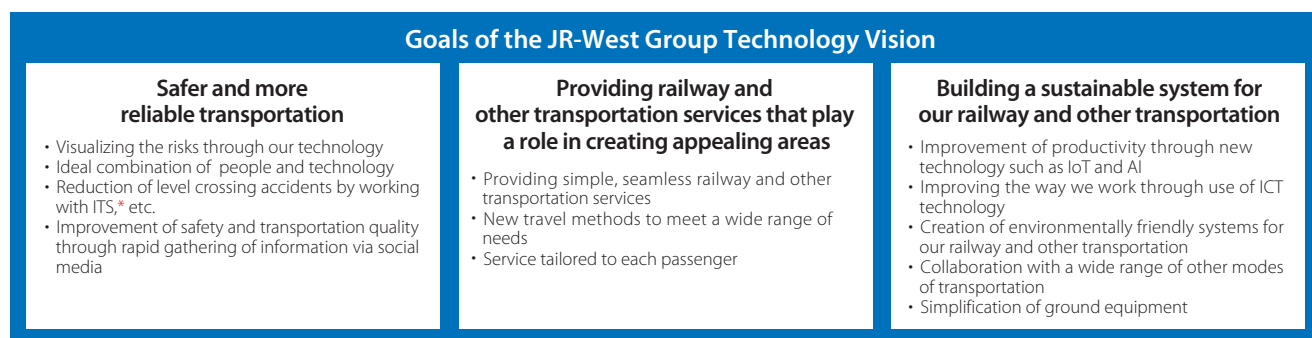 Goals of the JR-West Group Technology Vision
Safer and more
reliable transportation
・Visualizing the risks through our technology
・Ideal combination of people and technology
・Reduction of level crossing accidents by working
with ITS,* etc.
・Improvement of safety and transportation quality
through rapid gathering of information via social
media
Providing railway and
other transportation services that play
a role in creating appealing areas
・Providing simple, seamless railway and other
transportation services
・New travel methods to meet a wide range of
needs
・Service tailored to each passenger
Building a sustainable system for
our railway and other transportation
・Improvement of productivity through new
technology such as IoT and AI
・Improving the way we work through use of ICT
technology
・Creation of environmentally friendly systems for
our railway and other transportation
・Collaboration with a wide range of other modes
of transportation
・Simplification of ground equipment